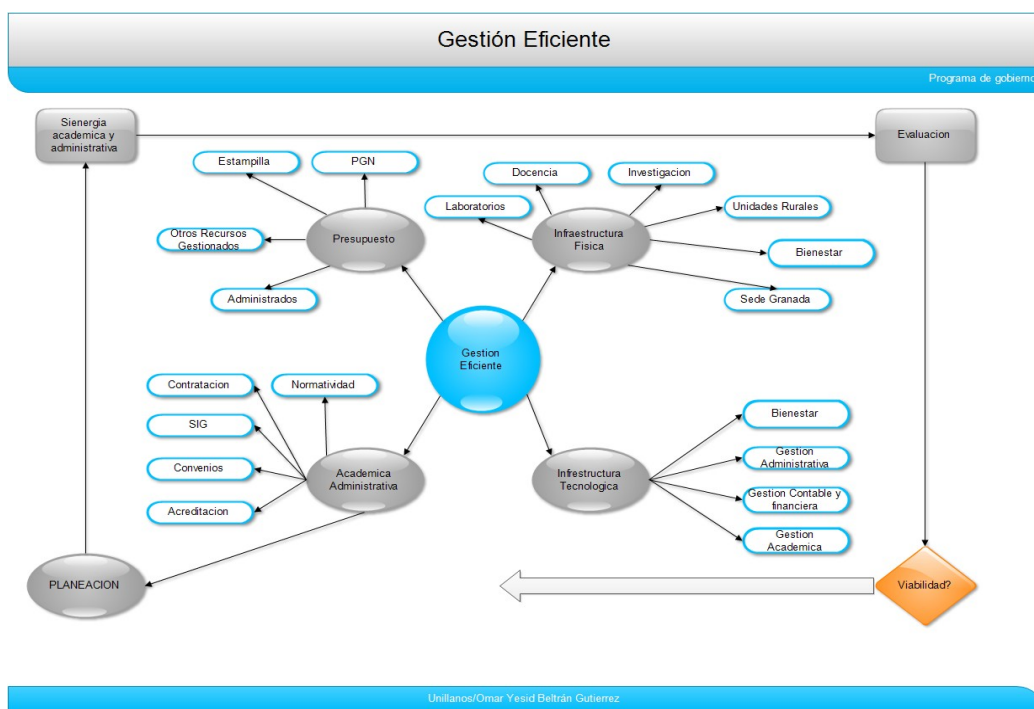 Gestión Eficiente
Programa de gobierno
Sienergia
academica y
administrativa
Evaluacion
Estampilla
PGN
Docencia
Investigacion
Laboratorios
Unidades Rurales
Otros Recursos
Gestionados
Presupuesto
Infraestructura
Fisica
Bienestar
Administrados
Sede Granada
Gestion
Eficiente
Contratacion
Normatividad
SIG
Convenios
Acreditacion
Academica
Administrativa
Infrestructura
Tecnologica
Bienestar
Gestion
Administrativa
Gestion Contable y
financiera
Gestion
Academica
PLANEACION
Viabilidad?
Unillanos/Omar Yesid Beltrán Gutierrez